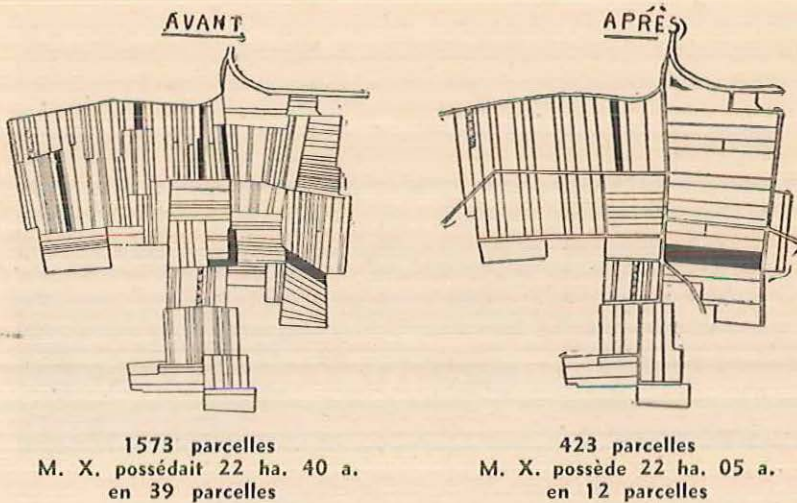 AVANT
APRÈS
1573 parcelles
M. X. possédait 22 ha. 40 a.
en 39 parcelles
423 parcelles
M. X. possède 22 ha. 05 a.
en 12 parcelles